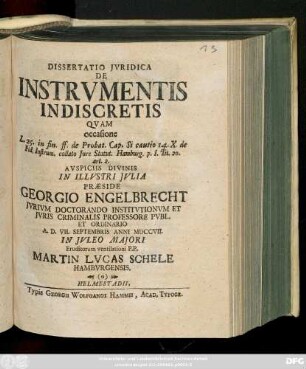 13
DISSERTATIO JVRIDICA
DE
INSTRVMENTIS
INDISCRETIS
QVAM
occasione
L. 25. in fin. ff. de Probat. Cap. Si cautio 14. X de
Fid. Instrum. collato Jure Statut. Hamburg. p. 1. Tit. 20.
art. 2.
AVSPICIIS DIVINIS
IN ILLVSTRI JVLIA
PRÆSIDE
GEORGIO ENGELBRECHT
JVRIVM DOCTORANDO INSTITVTIONVM ET
IVRIS CRIMINALIS PROFESSORE PVBL.
ET ORDINARIO
A. D. VII. SEPTEMBRIS ANNI MDCCVII
IN JVLEO MAJORI
Eruditorum ventilationi P.P.
MARTIN LVCAS SCHELE
HAMBVRGENSIS.
HELMESTADII,
Typis GEORGII WOLFGANGI HAMMII, ACAD. TYPOGR.